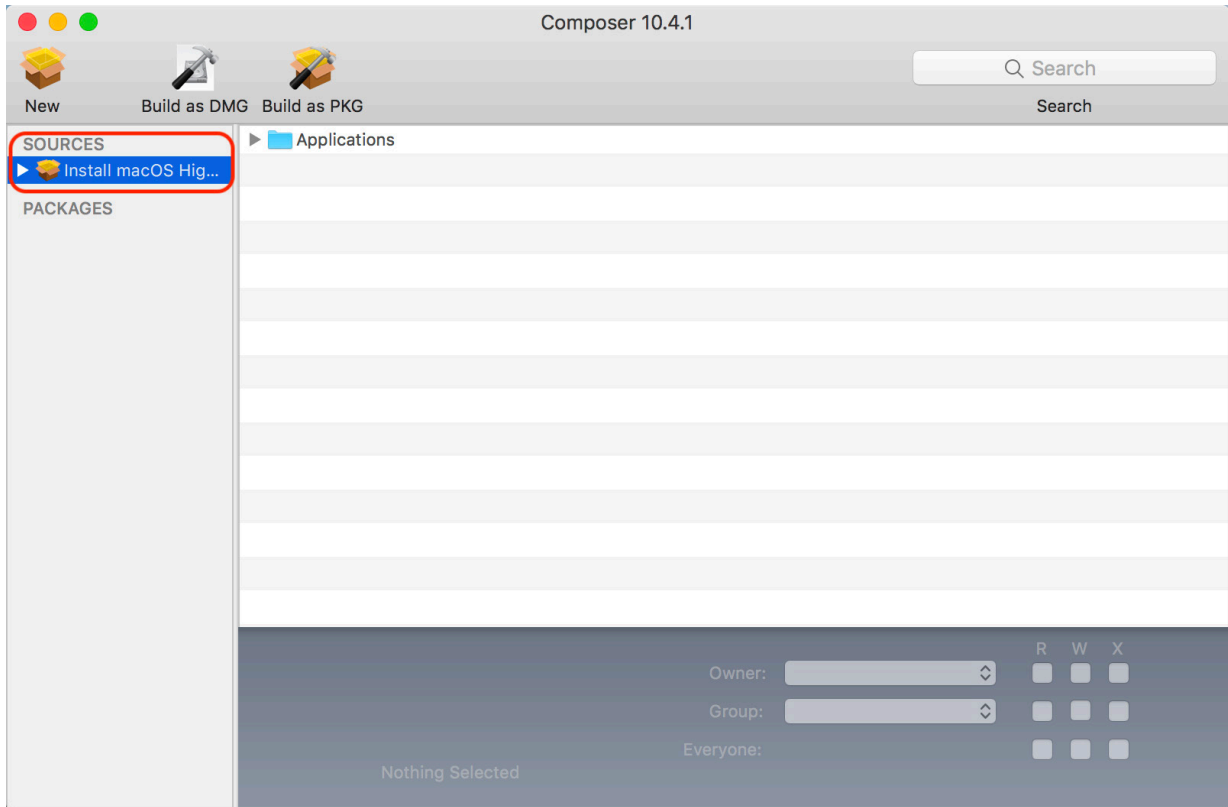 Composer 10.4.1
Search
New Build as DMG Build as PKG Search
SOURCES
Install macOS Hig...
PACKAGES
Applications
R W X
Owner:
Group:
Everyone:
Nothing Selected